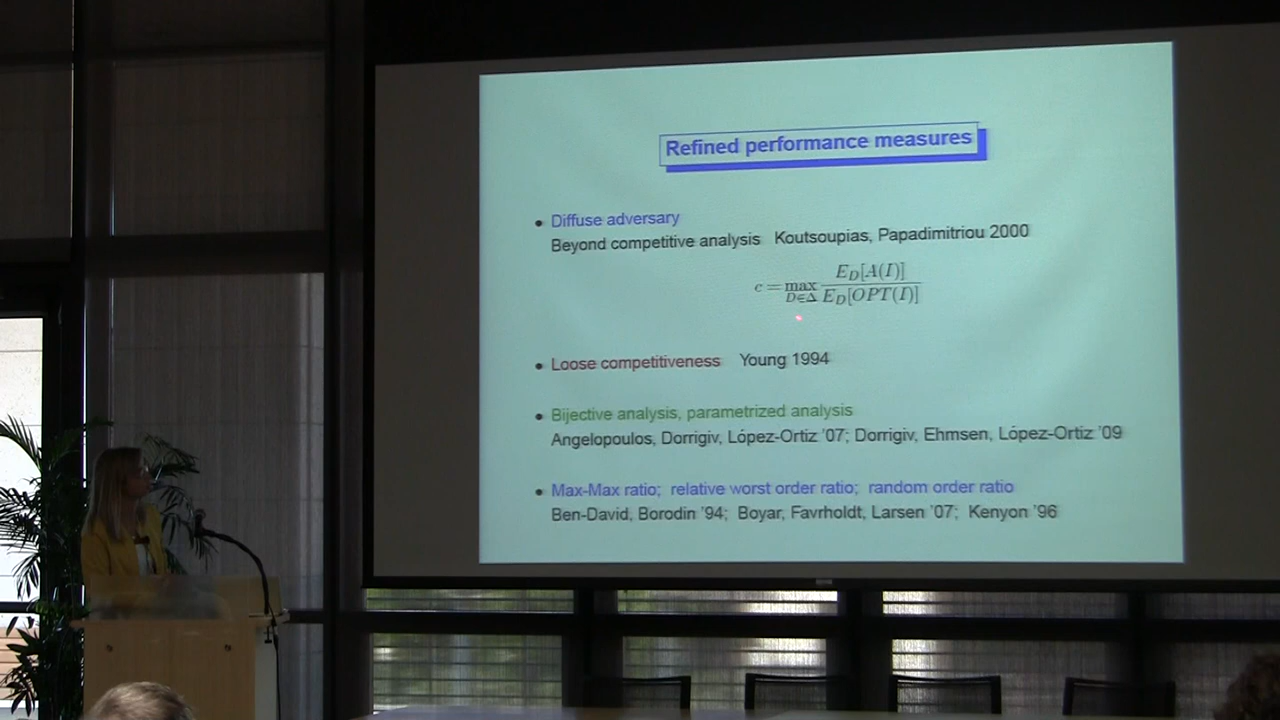 Refined performance measures
• Diffuse adversary
Beyond competitive analysis Koutsoupias, Papadimitriou 2000
c = max_{D∈Δ} E_D[A(I)] / E_D[OPT(I)]
• Loose competitiveness Young 1994
• Bijective analysis, parametrized analysis
Angelopoulos, Dorrigiv, López-Ortiz '07; Dorrigiv, Ehmsen, López-Ortiz '09
• Max-Max ratio; relative worst order ratio; random order ratio
Ben-David, Borodin '94; Boyar, Favrholdt, Larsen '07; Kenyon '96